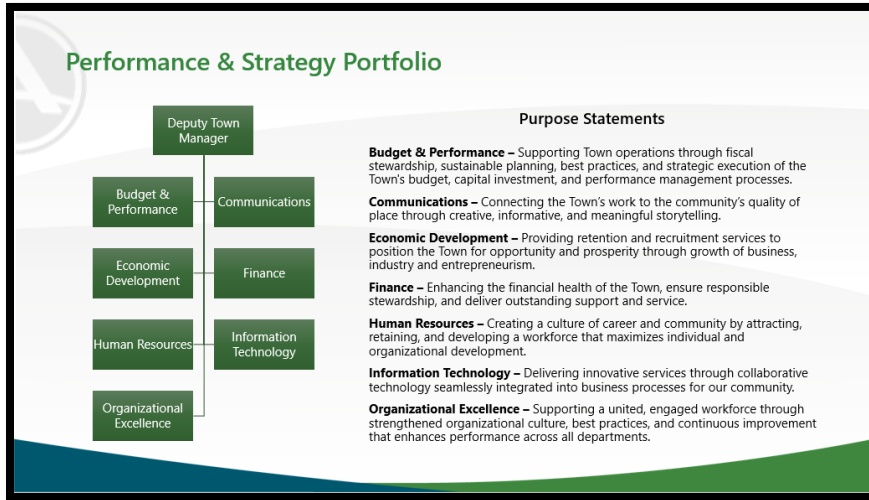 Performance & Strategy Portfolio
Deputy Town
Manager
Budget &
Performance
Communications
Economic
Development
Finance
Human Resources
Information
Technology
Organizational
Excellence
Purpose Statements
Budget & Performance – Supporting Town operations through fiscal
stewardship, sustainable planning, best practices, and strategic execution of the
Town's budget, capital investment, and performance management processes.
Communications – Connecting the Town's work to the community's quality of
place through creative, informative, and meaningful storytelling.
Economic Development – Providing retention and recruitment services to
position the Town for opportunity and prosperity through growth of business,
industry and entrepreneurism.
Finance – Enhancing the financial health of the Town, ensure responsible
stewardship, and deliver outstanding support and service.
Human Resources – Creating a culture of career and community by attracting,
retaining, and developing a workforce that maximizes individual and
organizational development.
Information Technology – Delivering innovative services through collaborative
technology seamlessly integrated into business processes for our community.
Organizational Excellence – Supporting a united, engaged workforce through
strengthened organizational culture, best practices, and continuous improvement
that enhances performance across all departments.